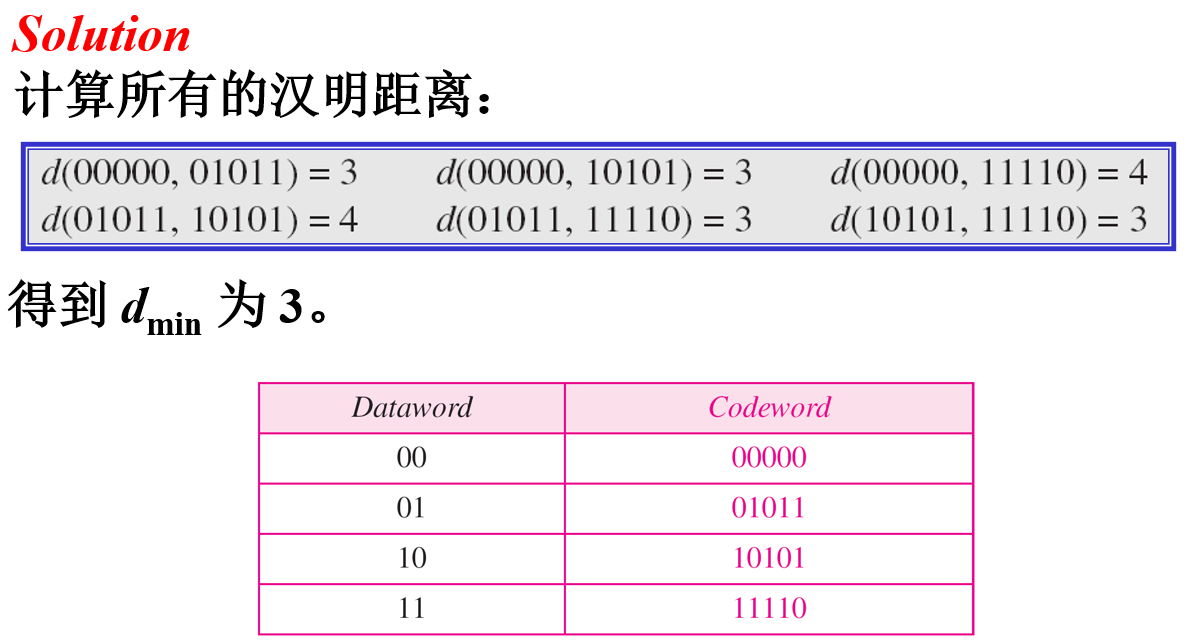 Solution
计算所有的汉明距离：
d(00000, 01011) = 3 d(00000, 10101) = 3 d(00000, 11110) = 4
d(01011, 10101) = 4 d(01011, 11110) = 3 d(10101, 11110) = 3
得到 dmin 为 3。
Dataword Codeword
00 00000
01 01011
10 10101
11 11110